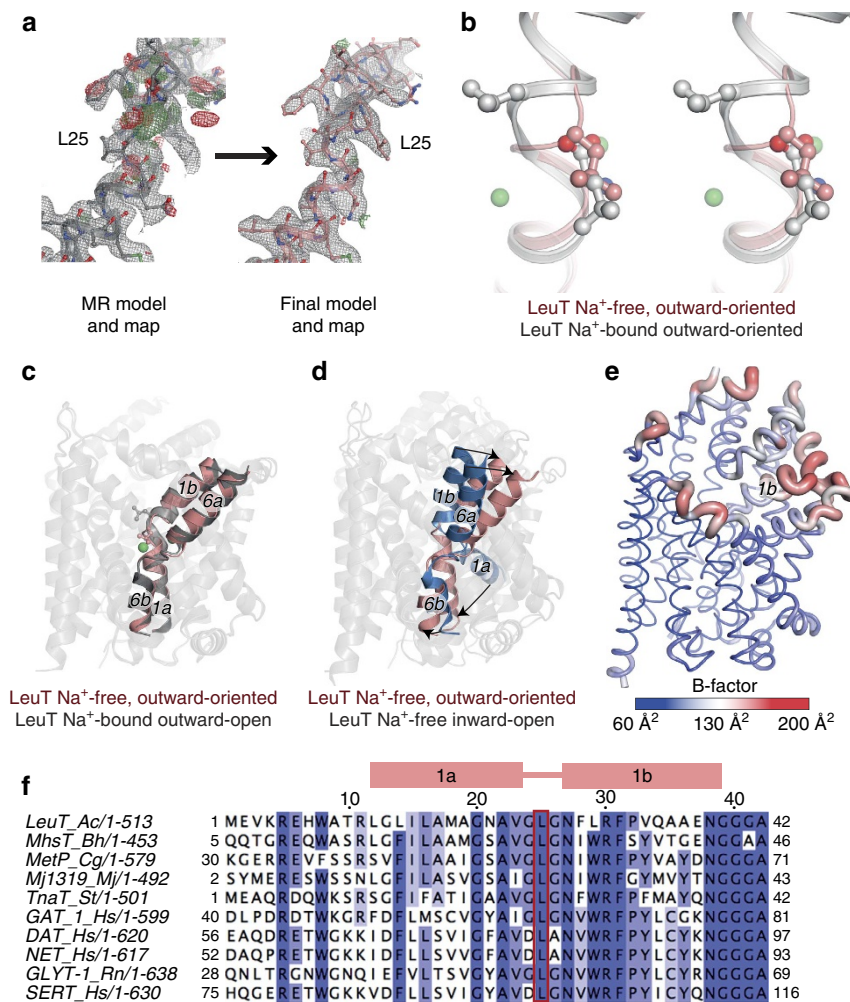 a
L25
L25
MR model
and map
Final model
and map
b
LeuT Na⁺-free, outward-oriented
LeuT Na⁺-bound outward-oriented
c
1b
6a
6b
1a
LeuT Na⁺-free, outward-oriented
LeuT Na⁺-bound outward-open
d
1b
6a
1a
6b
LeuT Na⁺-free, outward-oriented
LeuT Na⁺-free inward-open
e
1b
B-factor
60 Å² 130 Å² 200 Å²
f
1a 1b
10 20 30 40
LeuT_Ac/1-513 1 MEVKREHWATRLGLILAMAGNAVGLGNFLRFPVQAAENGGGA 42
MhsT_Bh/1-453 5 QQTGREQWASRLGFILAAMGSAVGLGNIWRFSYVTGENGGAA 46
MetP_Cg/1-579 30 KGERREVFSSRSVFILAAIGSAVGLGNIWRFPYVAYDNGGGA 71
Mj1319_Mj/1-492 2 SYMERESWSSNLGFILASVGSAIGLGNIWRFGYMVYTNGGGA 43
TnaT_St/1-501 1 MEAQRDQWKSRSGFIFATIGAAVGLGNFWRFPFMAYQNGGGA 42
GAT_1_Hs/1-599 40 DLPDRDTWKGRFDFLMSCVGYAIGLGNVWRFPYLCGKNGGGA 81
DAT_Hs/1-620 56 EAQDRETWGKKIDFLLSVIGFAVDLANVWRFPYLCYKNGGGA 97
NET_Hs/1-617 52 DAQPRETWGKKIDFLLSVVGFAVDLANVWRFPYLCYKNGGGA 93
GLYT-1_Rn/1-638 28 QNLTRGNWGNQIEFVLTSVGYAVGLGNVWRFPYLCYRNGGGA 69
SERT_Hs/1-630 75 HQGERETWGKKVDFLLSVIGYAVDLGNVWRFPYICYQNGGGA 116